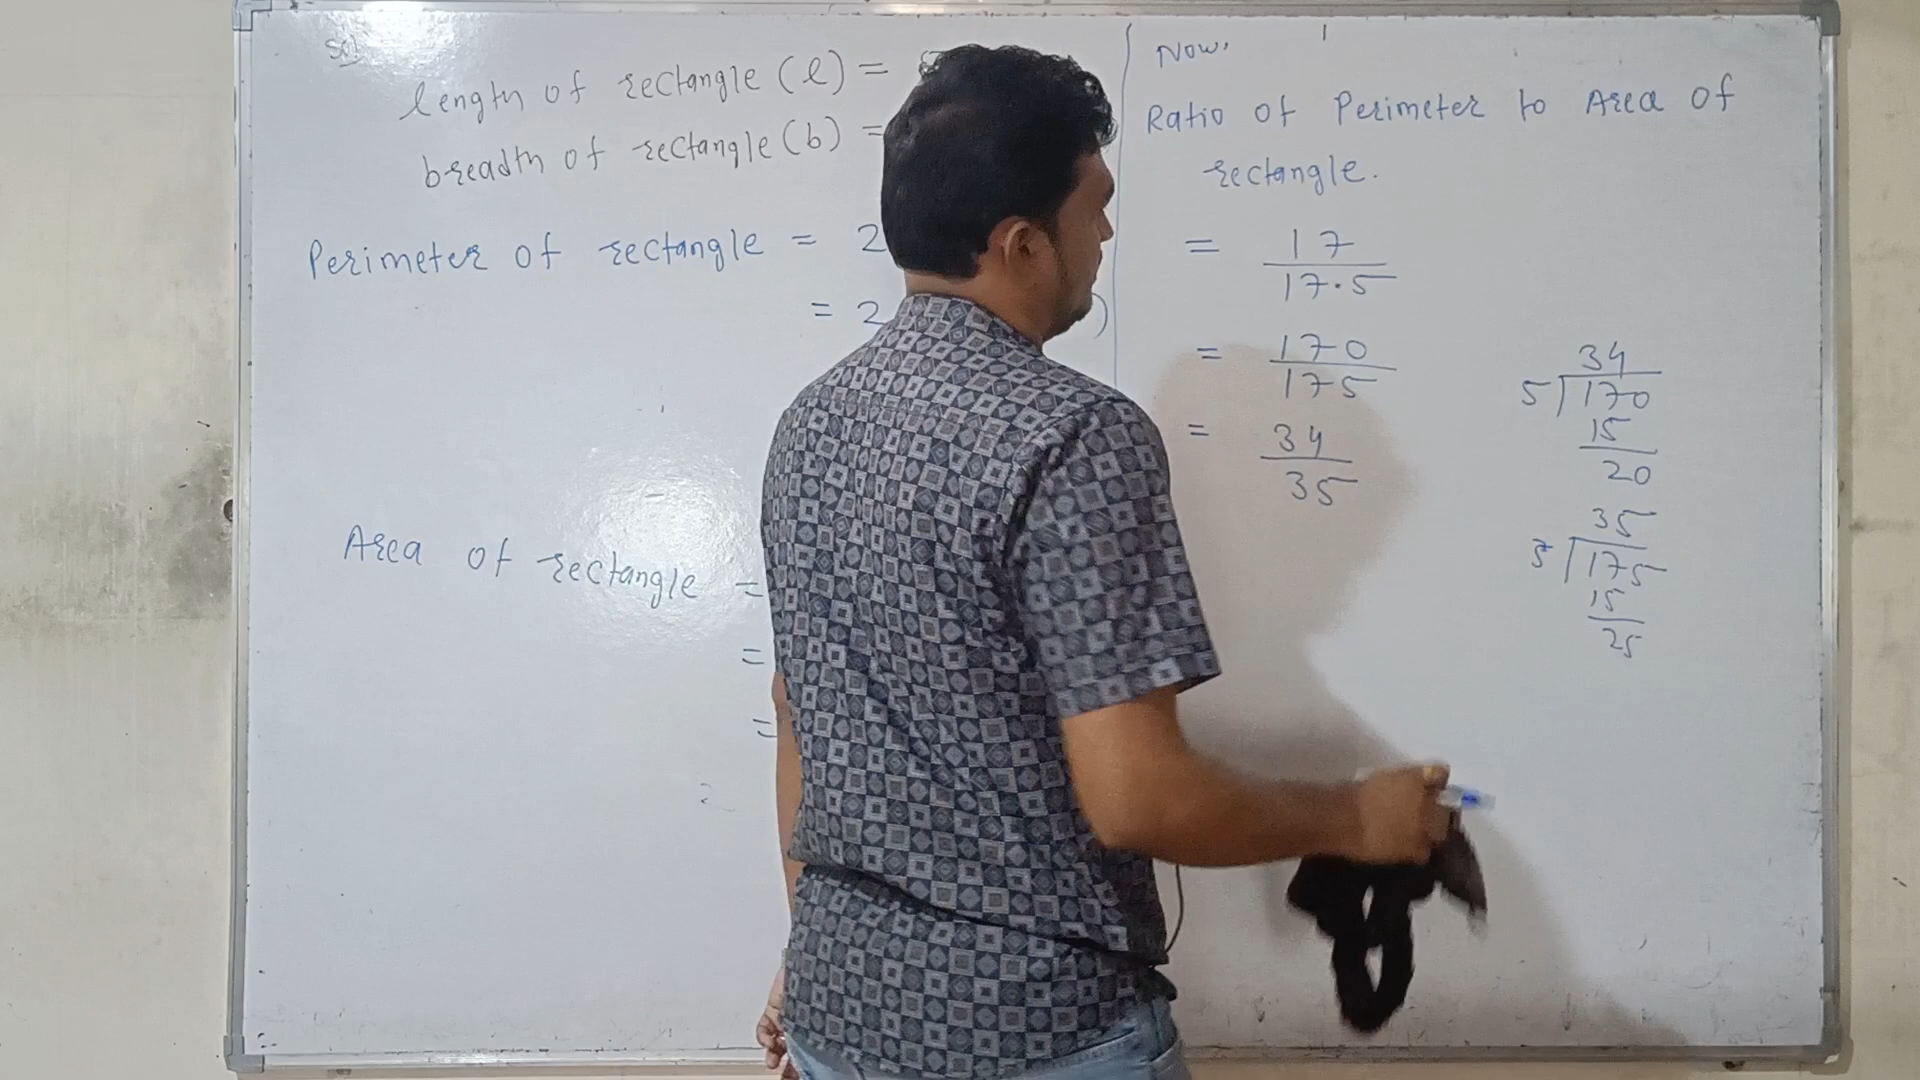 Sol
length of rectangle (l) =
breadth of rectangle (b) =
Perimeter of rectangle = 2
= 2 )
Area of rectangle =
=
=
2
Now,
Ratio of Perimeter to Area of
rectangle.
= 17
17.5
= 170
175
= 34
35
34
5 170
15
20
35
5 175
15
25